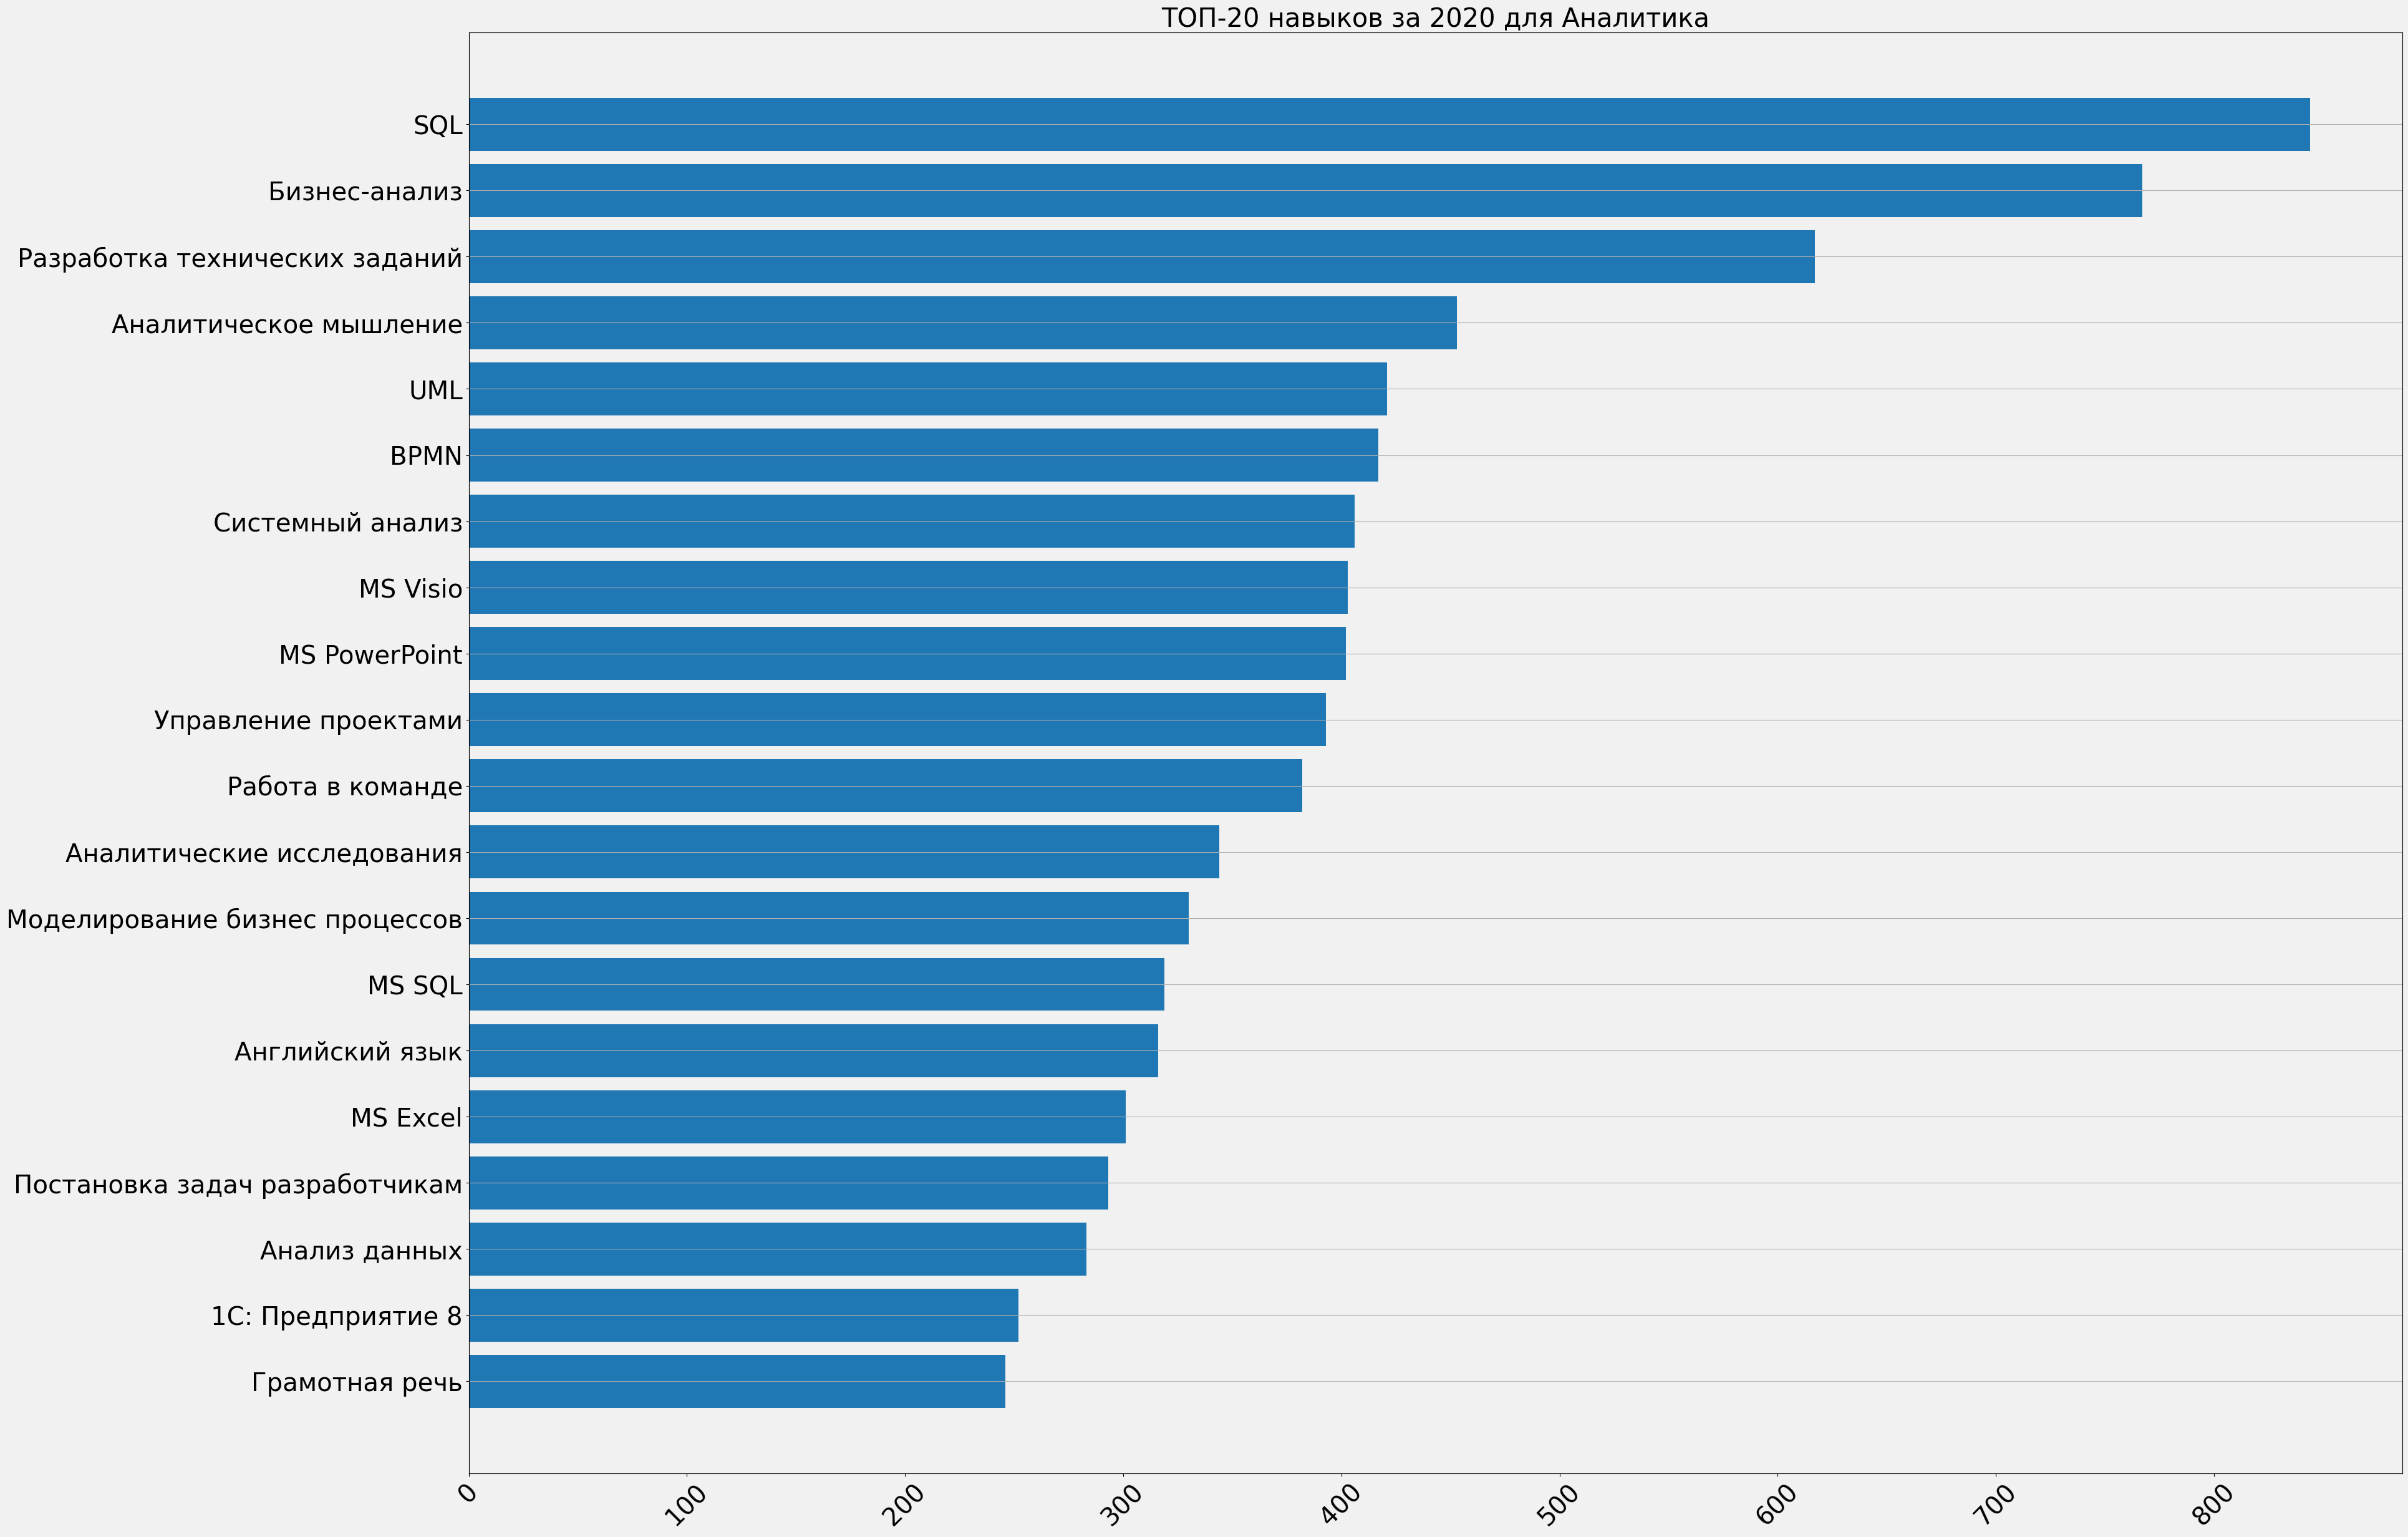 ТОП-20 навыков за 2020 для Аналитика
SQL
Бизнес-анализ
Разработка технических заданий
Аналитическое мышление
UML
BPMN
Системный анализ
MS Visio
MS PowerPoint
Управление проектами
Работа в команде
Аналитические исследования
Моделирование бизнес процессов
MS SQL
Английский язык
MS Excel
Постановка задач разработчикам
Анализ данных
1С: Предприятие 8
Грамотная речь
0 100 200 300 400 500 600 700 800